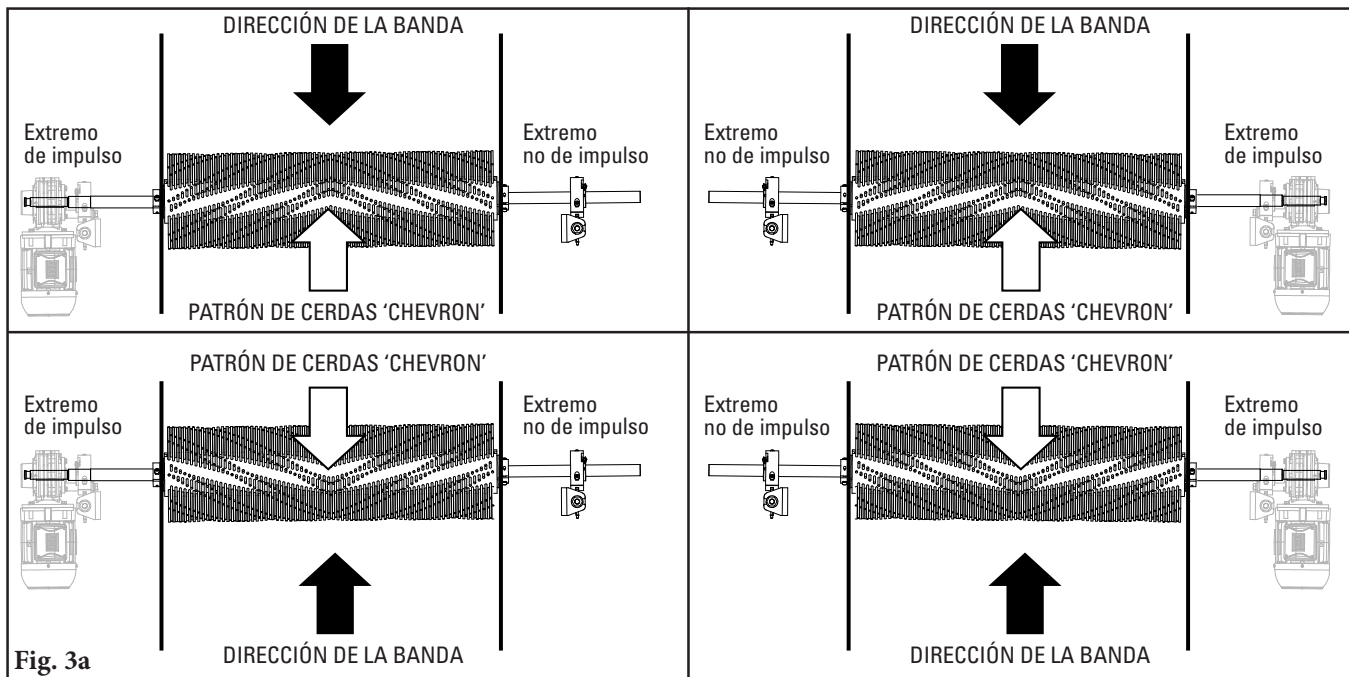 DIRECCIÓN DE LA BANDA
Extremo
de impulso
Extremo
no de impulso
PATRÓN DE CERDAS ‘CHEVRON’
DIRECCIÓN DE LA BANDA
Extremo
no de impulso
Extremo
de impulso
PATRÓN DE CERDAS ‘CHEVRON’
PATRÓN DE CERDAS ‘CHEVRON’
Extremo
de impulso
Extremo
no de impulso
DIRECCIÓN DE LA BANDA
PATRÓN DE CERDAS ‘CHEVRON’
Extremo
no de impulso
Extremo
de impulso
DIRECCIÓN DE LA BANDA
Fig. 3a